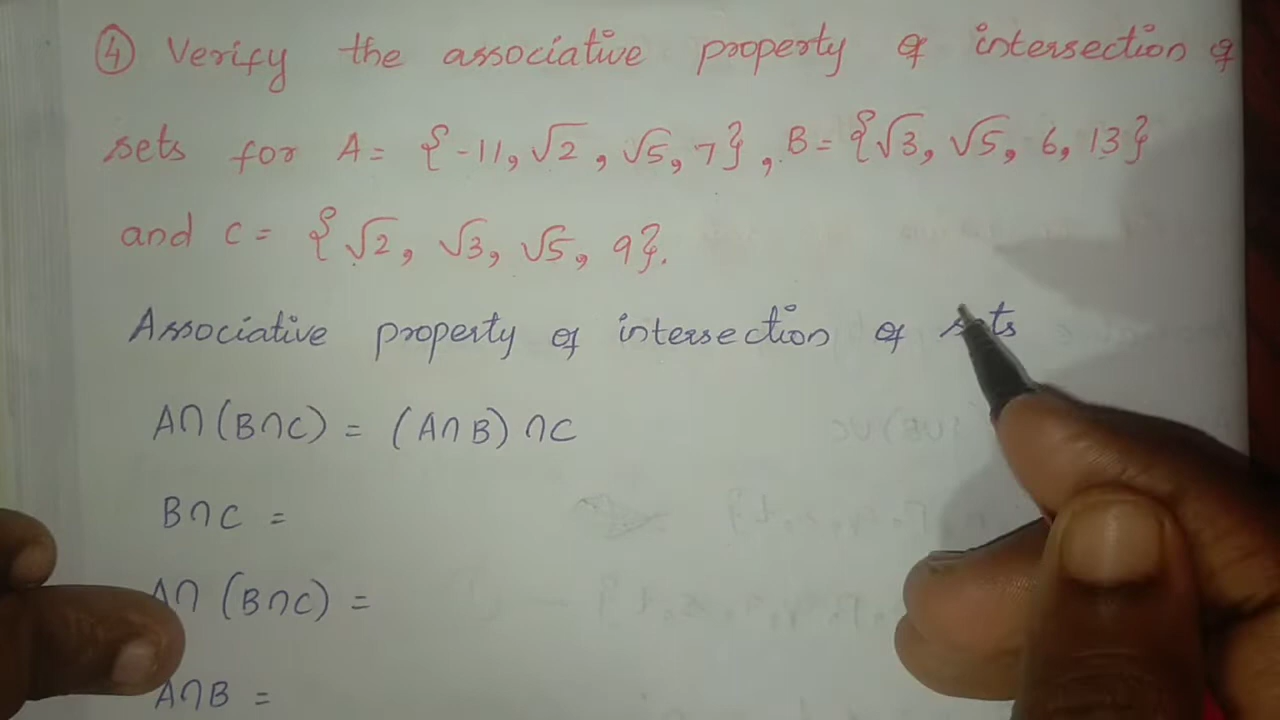 ④ Verify the associative property of intersection of
sets for A = {-11, √2, √5, 7}, B = {√3, √5, 6, 13}
and C = {√2, √3, √5, 9}.
Associative property of intersection of sets
A∩(B∩C) = (A∩B)∩C
B∩C =
A∩(B∩C) =
A∩B =